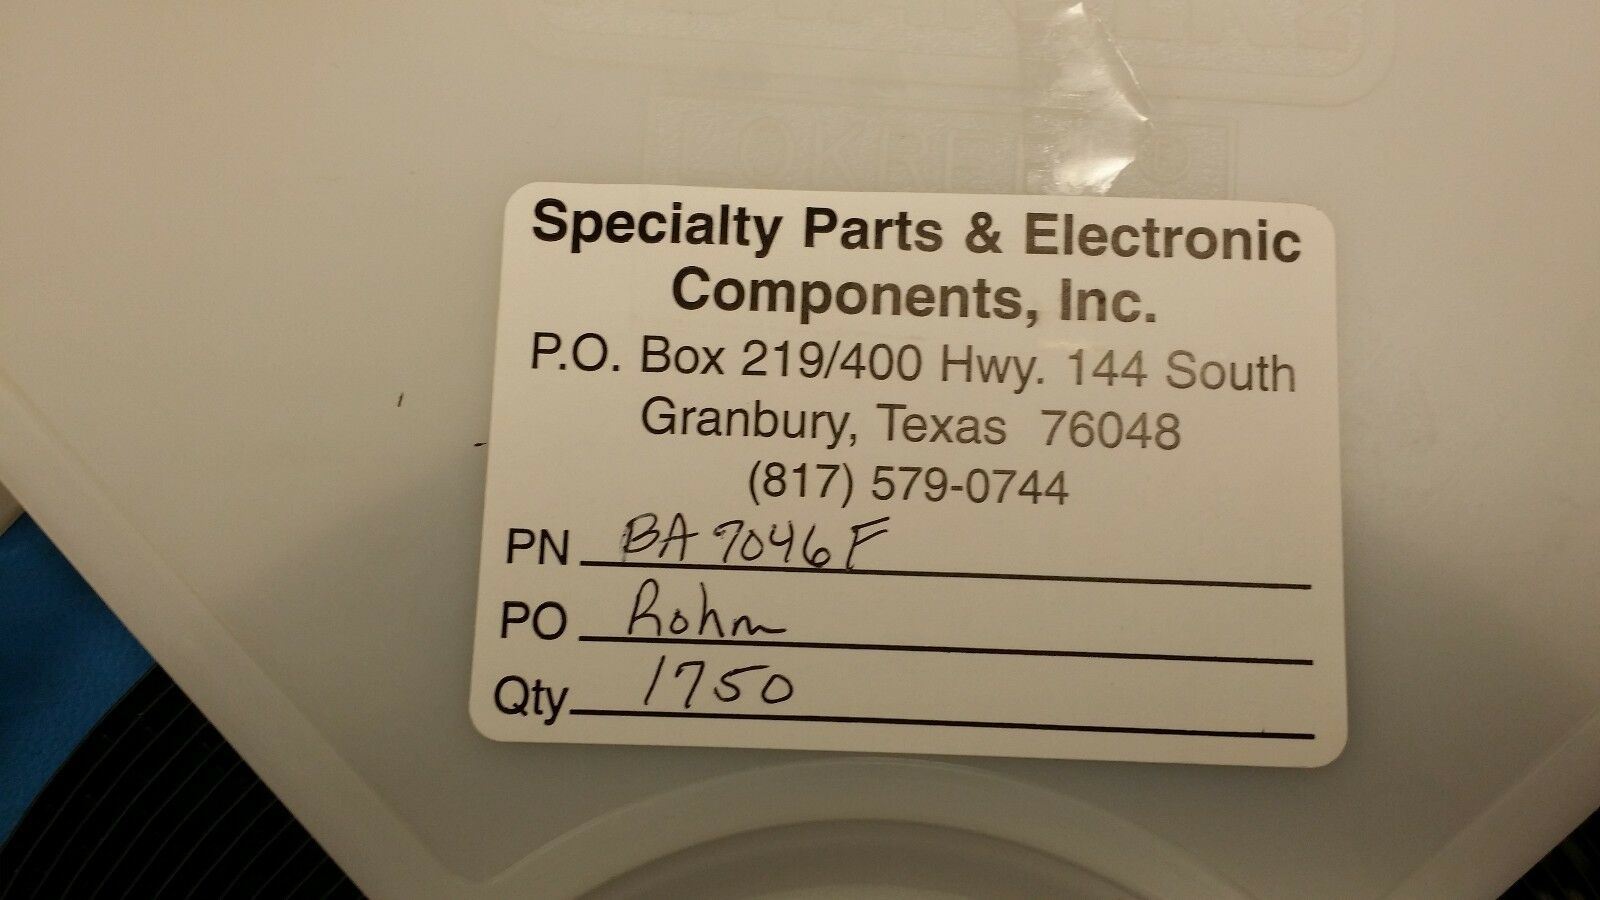 LOKREEL®
Specialty Parts & Electronic
Components, Inc.
P.O. Box 219/400 Hwy. 144 South
Granbury, Texas 76048
(817) 579-0744
PN BA7046F
PO Rohm
Qty 1750